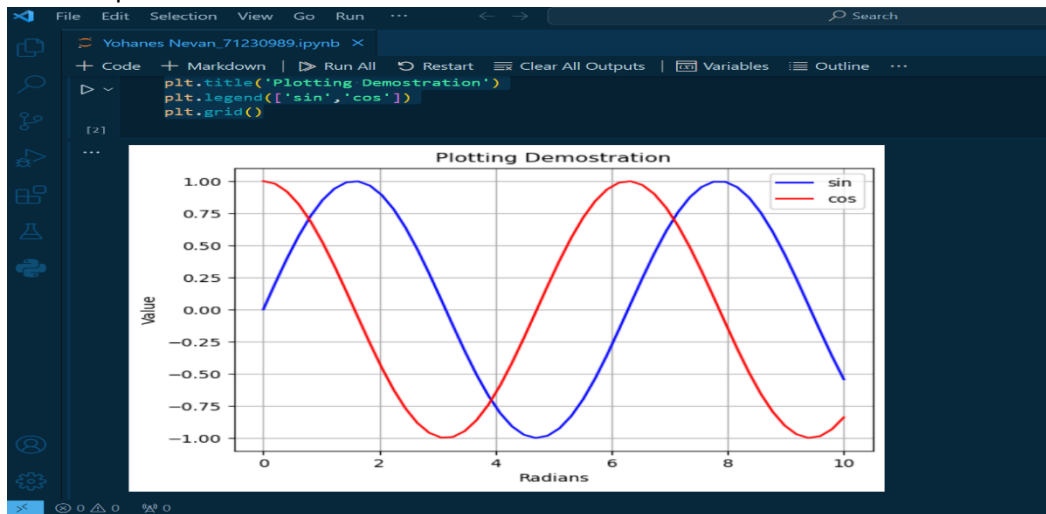 File Edit Selection View Go Run ··· Search
Yohanes Nevan_71230989.ipynb
Code Markdown | Run All Restart Clear All Outputs | Variables Outline ···
plt.title('Plotting Demostration')
plt.legend(['sin','cos'])
plt.grid()
[2]
Plotting Demostration
sin
cos
1.00
0.75
0.50
0.25
0.00
−0.25
−0.50
−0.75
−1.00
Value
0 2 4 6 8 10
Radians
0 0 0